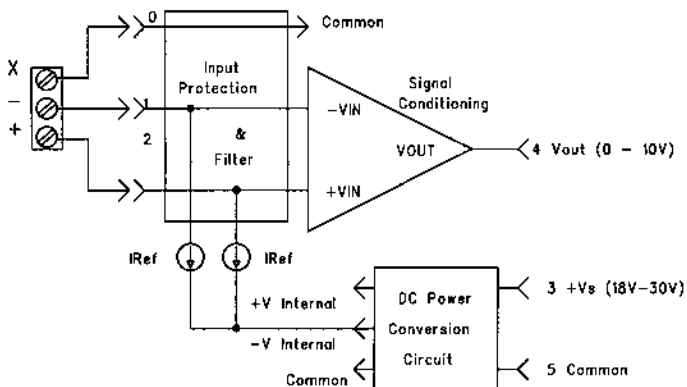 0
Common
X
-
+
Input
Protection
1
2
&
Filter
Signal
Conditioning
-VIN
VOUT
+VIN
4 Vout (0 - 10V)
IRef
IRef
+V Internal
-V Internal
Common
DC Power
Conversion
Circuit
3 +Vs (18V-30V)
5 Common